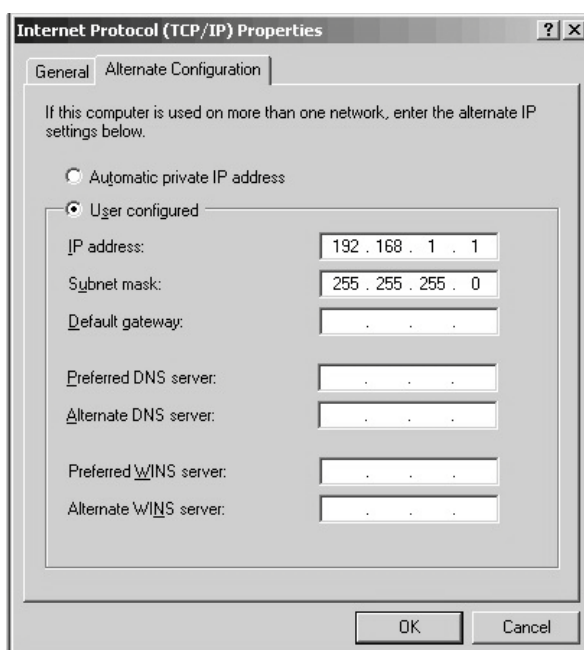 Internet Protocol (TCP/IP) Properties
General
Alternate Configuration
If this computer is used on more than one network, enter the alternate IP
settings below.
Automatic private IP address
User configured
IP address: 192 . 168 . 1 . 1
Subnet mask: 255 . 255 . 255 . 0
Default gateway: . . .
Preferred DNS server: . . .
Alternate DNS server: . . .
Preferred WINS server: . . .
Alternate WINS server: . . .
OK Cancel